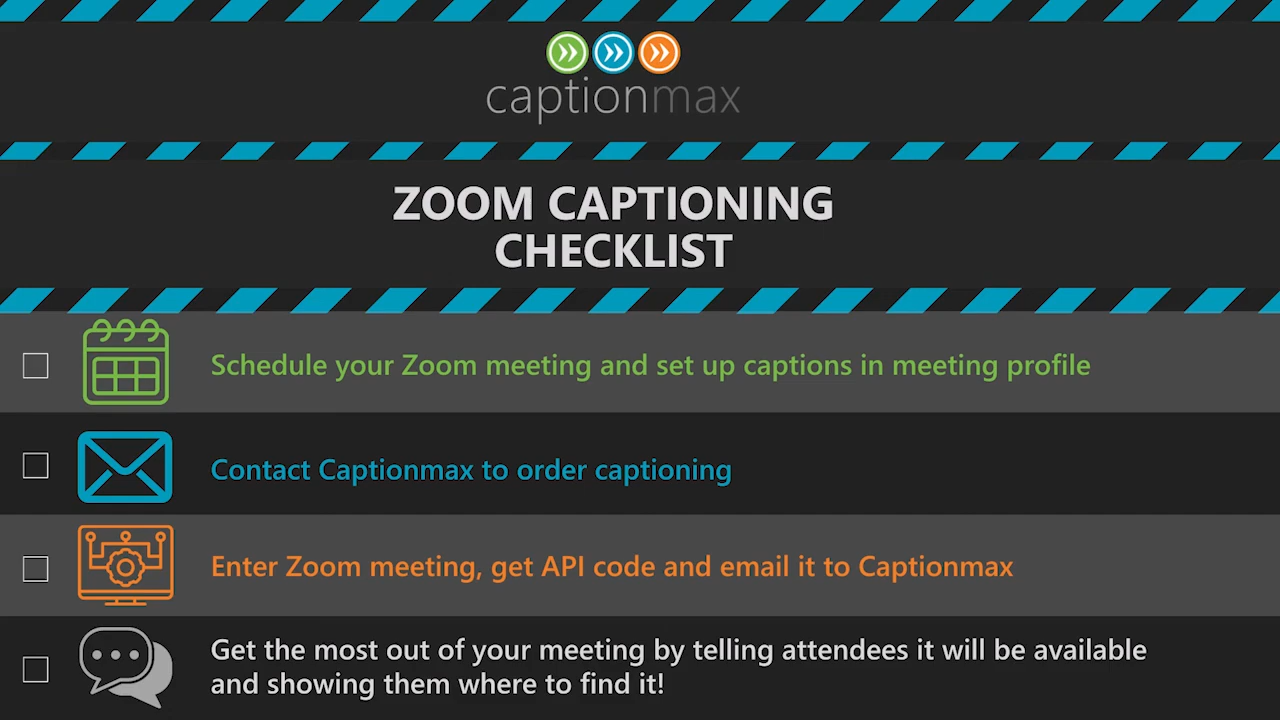 captionmax
ZOOM CAPTIONING
CHECKLIST
Schedule your Zoom meeting and set up captions in meeting profile
Contact Captionmax to order captioning
Enter Zoom meeting, get API code and email it to Captionmax
Get the most out of your meeting by telling attendees it will be available
and showing them where to find it!